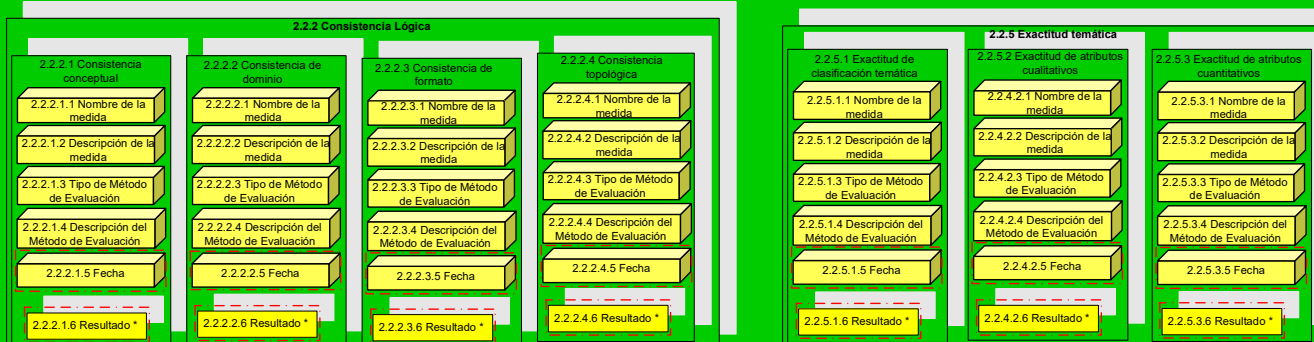 2.2.2 Consistencia Lógica
2.2.2.1 Consistencia
conceptual
2.2.2.1.1 Nombre de la
medida
2.2.2.1.2 Descripción de la
medida
2.2.2.1.3 Tipo de Método
de Evaluación
2.2.2.1.4 Descripción del
Método de Evaluación
2.2.2.1.5 Fecha
2.2.2.1.6 Resultado *
2.2.2.2 Consistencia de
dominio
2.2.2.2.1 Nombre de la
medida
2.2.2.2.2 Descripción de la
medida
2.2.2.2.3 Tipo de Método
de Evaluación
2.2.2.2.4 Descripción del
Método de Evaluación
2.2.2.2.5 Fecha
2.2.2.2.6 Resultado *
2.2.2.3 Consistencia de
formato
2.2.2.3.1 Nombre de la
medida
2.2.2.3.2 Descripción de la
medida
2.2.2.3.3 Tipo de Método
de Evaluación
2.2.2.3.4 Descripción del
Método de Evaluación
2.2.2.3.5 Fecha
2.2.2.3.6 Resultado *
2.2.2.4 Consistencia
topológica
2.2.2.4.1 Nombre de la
medida
2.2.2.4.2 Descripción de la
medida
2.2.2.4.3 Tipo de Método
de Evaluación
2.2.2.4.4 Descripción del
Método de Evaluación
2.2.2.4.5 Fecha
2.2.2.4.6 Resultado *
2.2.5 Exactitud temática
2.2.5.1 Exactitud de
clasificación temática
2.2.5.1.1 Nombre de la
medida
2.2.5.1.2 Descripción de la
medida
2.2.5.1.3 Tipo de Método
de Evaluación
2.2.5.1.4 Descripción del
Método de Evaluación
2.2.5.1.5 Fecha
2.2.5.1.6 Resultado *
2.2.5.2 Exactitud de atributos
cualitativos
2.2.4.2.1 Nombre de la
medida
2.2.4.2.2 Descripción de la
medida
2.2.4.2.3 Tipo de Método
de Evaluación
2.2.4.2.4 Descripción del
Método de Evaluación
2.2.4.2.5 Fecha
2.2.4.2.6 Resultado *
2.2.5.3 Exactitud de atributos
cuantitativos
2.2.5.3.1 Nombre de la
medida
2.2.5.3.2 Descripción de la
medida
2.2.5.3.3 Tipo de Método
de Evaluación
2.2.5.3.4 Descripción del
Método de Evaluación
2.2.5.3.5 Fecha
2.2.5.3.6 Resultado *